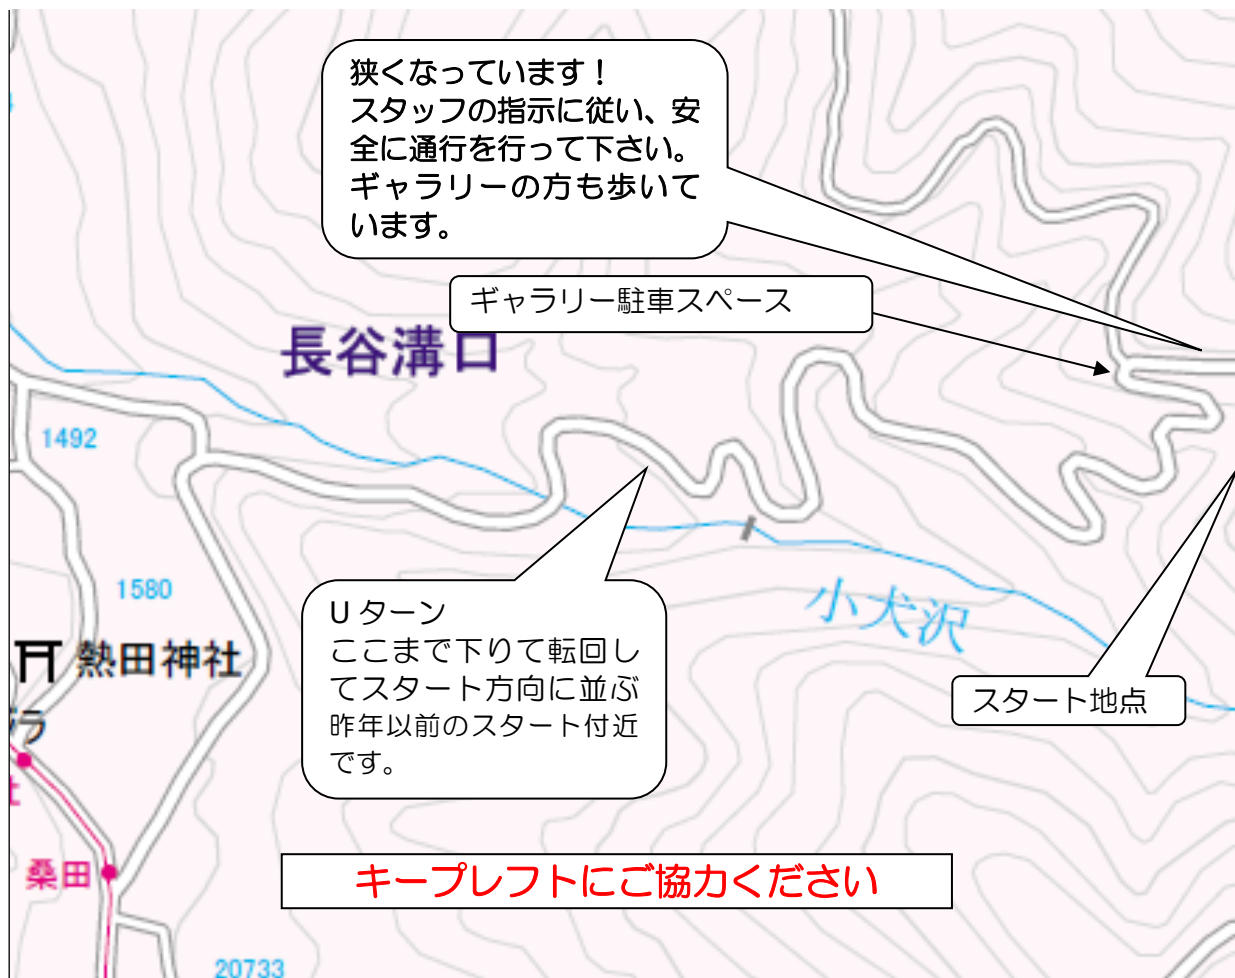 狭くなっています！
スタッフの指示に従い、安
全に通行を行って下さい。
ギャラリーの方も歩いて
います。
ギャラリー駐車スペース
長谷溝口
1492
1580
熱田神社
小犬沢
Uターン
ここまで下りて転回し
てスタート方向に並ぶ
昨年以前のスタート付近
です。
スタート地点
ラ
桑田
キープレフトにご協力ください
20733